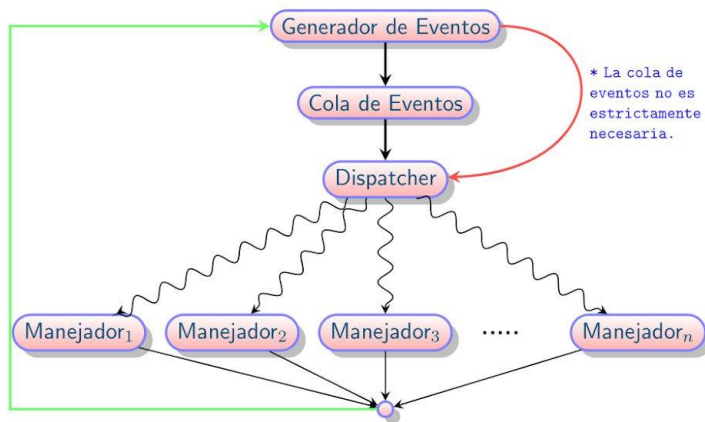 Generador de Eventos
* La cola de
eventos no es
estrictamente
necesaria.
Cola de Eventos
Dispatcher
Manejador₁ Manejador₂ Manejador₃ ..... Manejadorₙ